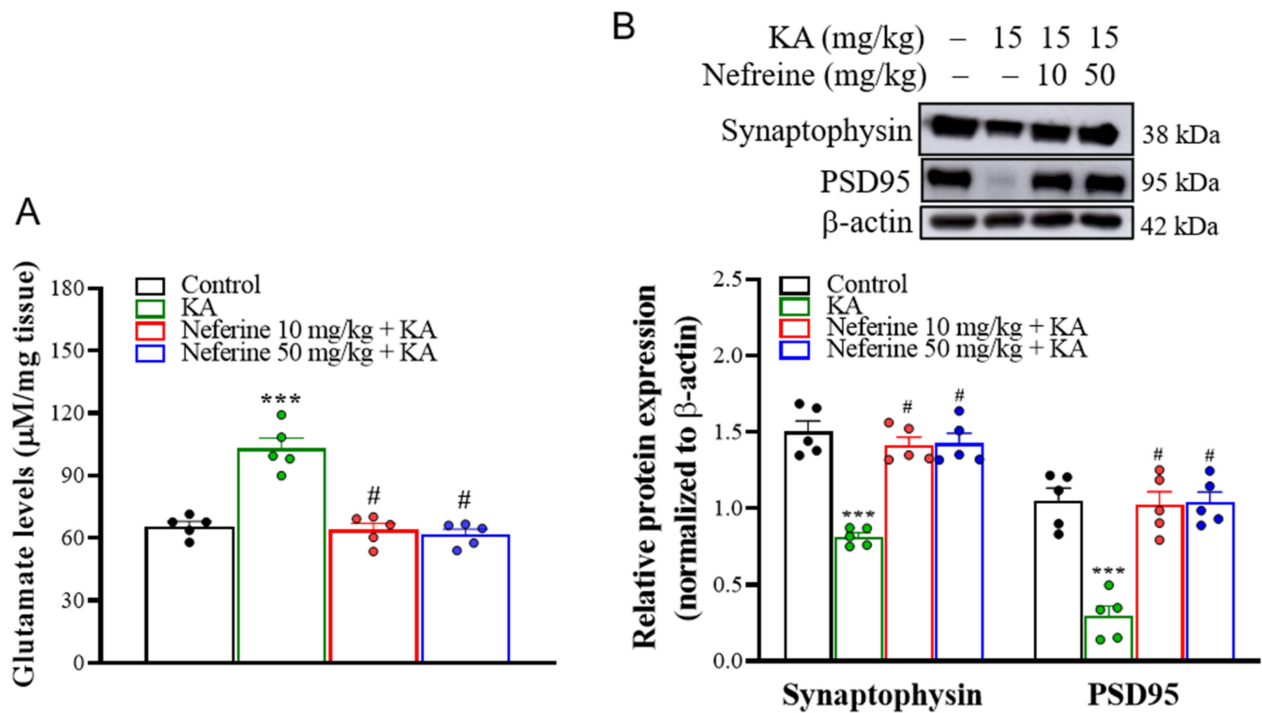 A
Glutamate levels (µM/mg tissue)
180
150
120
90
60
30
0
Control
KA
Neferine 10 mg/kg + KA
Neferine 50 mg/kg + KA
***
#
#
B
KA (mg/kg) – 15 15 15
Nefreine (mg/kg) – – 10 50
Synaptophysin 38 kDa
PSD95 95 kDa
β-actin 42 kDa
Relative protein expression
(normalized to β-actin)
2.5
2.0
1.5
1.0
0.5
0.0
Control
KA
Neferine 10 mg/kg + KA
Neferine 50 mg/kg + KA
***
#
#
***
#
#
Synaptophysin PSD95